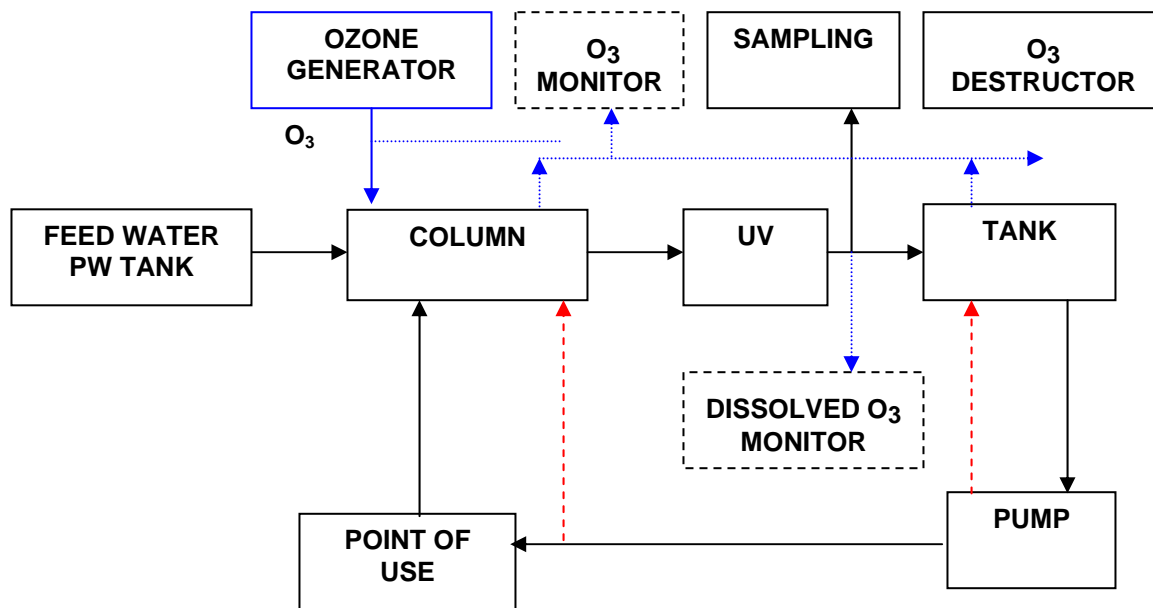 OZONE
GENERATOR
O₃
MONITOR
SAMPLING
O₃
DESTRUCTOR
O₃
FEED WATER
PW TANK
COLUMN
UV
TANK
DISSOLVED O₃
MONITOR
POINT OF
USE
PUMP